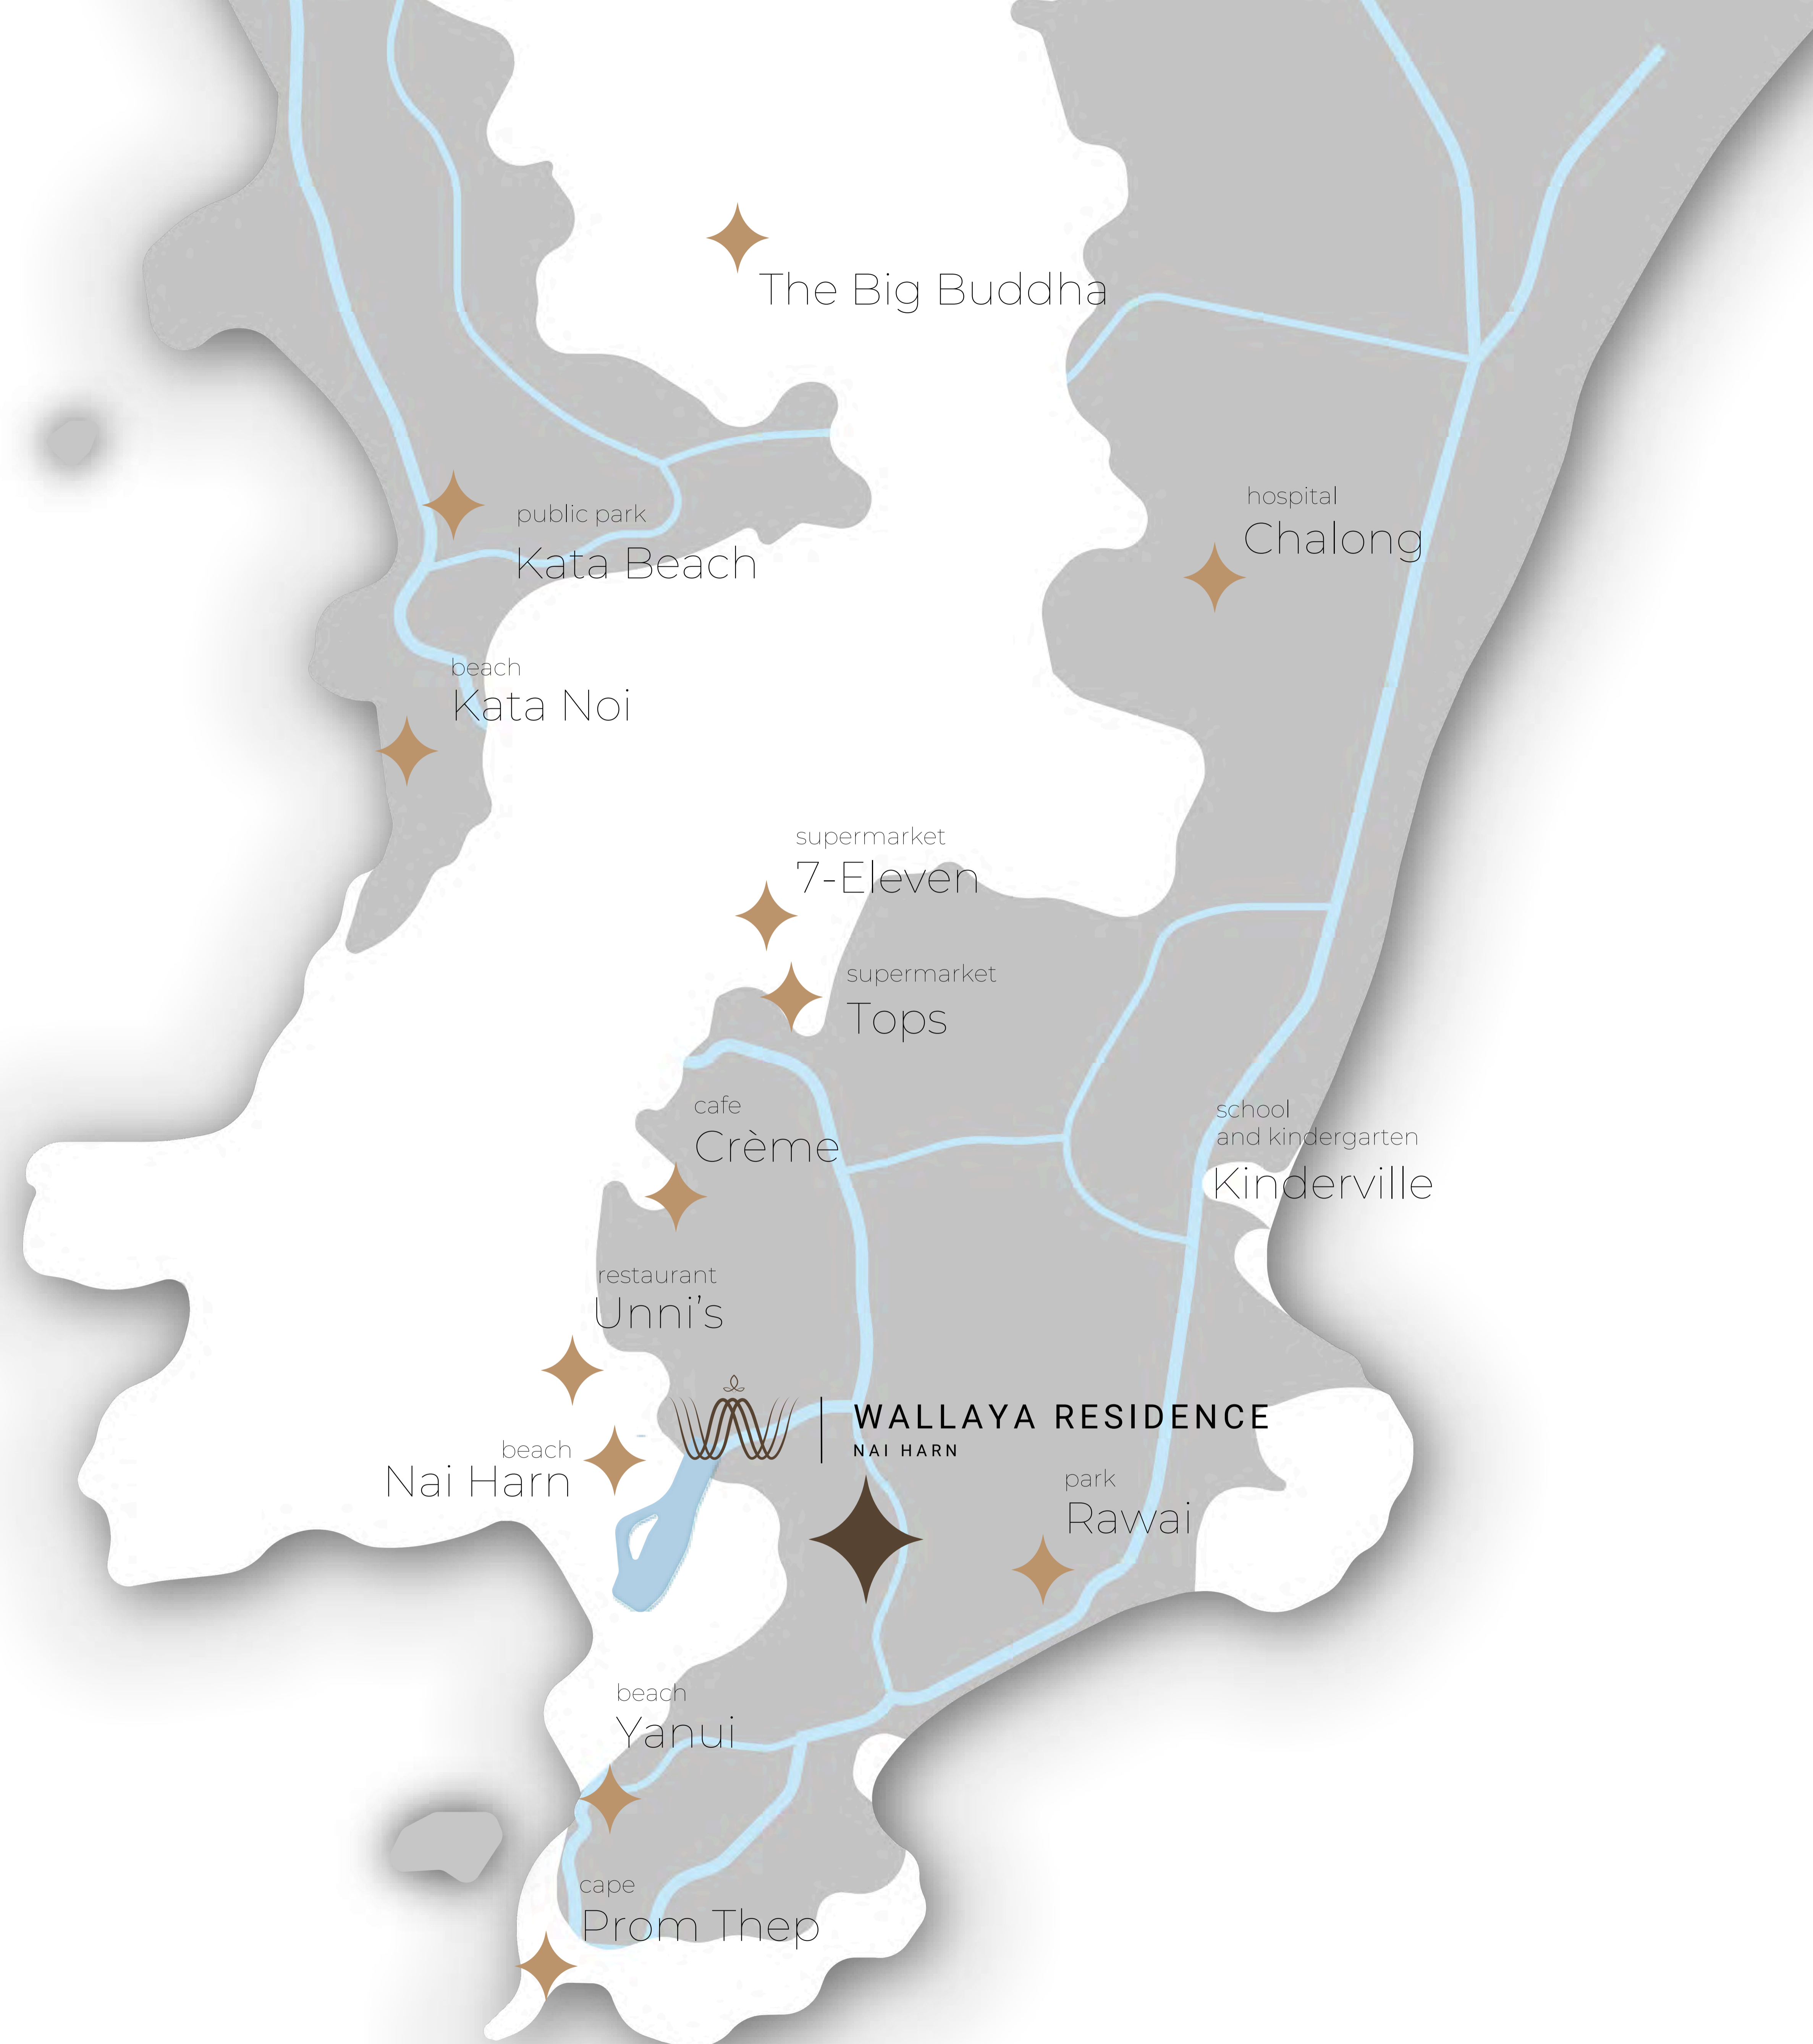 The Big Buddha
hospital
Chalong
public park
Kata Beach
beach
Kata Noi
supermarket
7-Eleven
supermarket
Tops
cafe
Crème
school
and kindergarten
Kinderville
restaurant
Unni’s
WALLAYA RESIDENCE
NAI HARN
beach
Nai Harn
park
Rawai
beach
Yanui
cape
Prom Thep